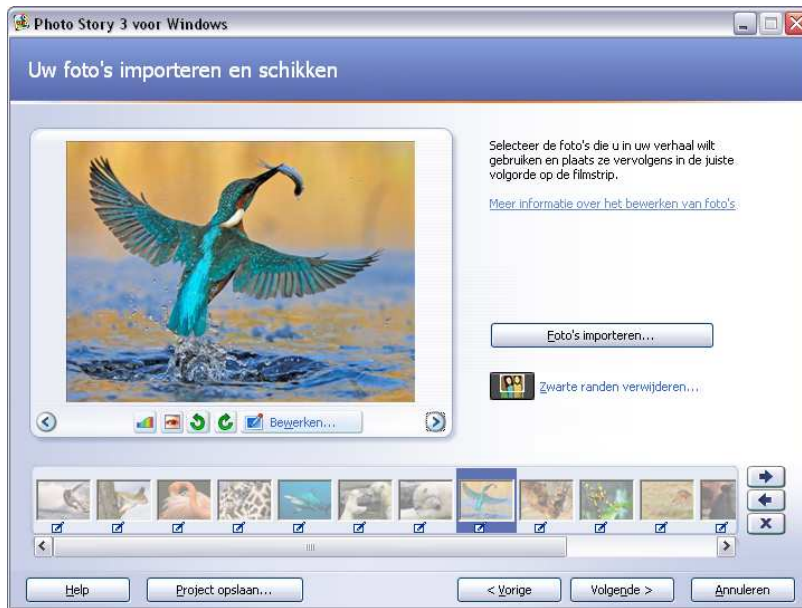 Photo Story 3 voor Windows
Uw foto's importeren en schikken
Selecteer de foto's die u in uw verhaal wilt
gebruiken en plaats ze vervolgens in de juiste
volgorde op de filmstrip.
Meer informatie over het bewerken van foto's
Foto's importeren...
Zwarte randen verwijderen...
Bewerken...
Help
Project opslaan...
< Vorige
Volgende >
Annuleren